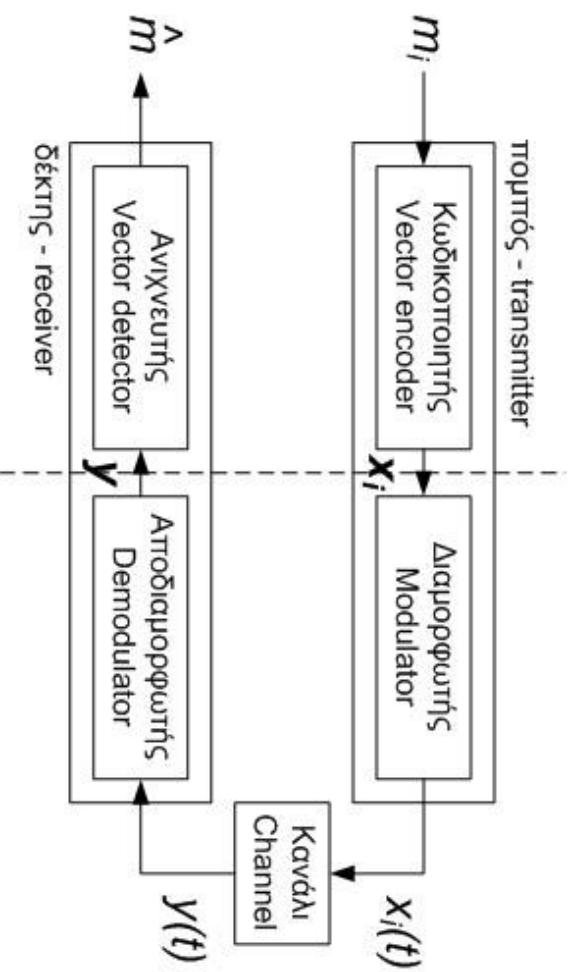 πομπός - transmitter
m_i
Κωδικοποιητής
Vector encoder
x_i
Διαμορφωτής
Modulator
x_i(t)
Κανάλι
Channel
y(t)
Αποδιαμορφωτής
Demodulator
y
Ανιχνευτής
Vector detector
m̂
δέκτης - receiver